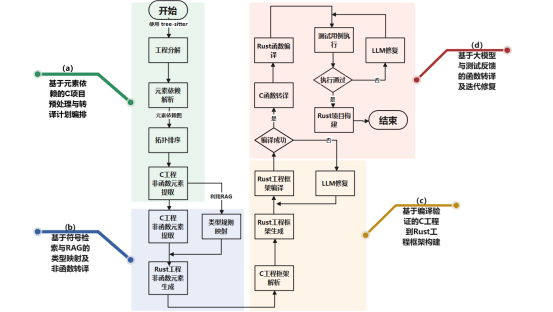 开始
使用 tree-sitter
工程分解
元素依赖
解析
元素依赖图
拓扑排序
C工程
非函数元素
提取
(a)
基于元素依
赖的C项目
预处理与转
译计划编排
利用RAG
C工程
非函数元素
提取
类型规则
映射
Rust工程
非函数元素
生成
(b)
基于符号检
索与RAG的
类型映射及
非函数转译
C工程框架
解析
Rust工程框
架生成
Rust工程框
架编译
LLM修复
(c)
基于编译验
证的C工程
到Rust工
程框架构建
编译成功
否
是
C函数转译
Rust函数编
译
测试用例执
行
LLM修复
执行通过
否
是
Rust项目构
建
结束
(d)
基于大模型
与测试反馈
的函数转译
及迭代修复